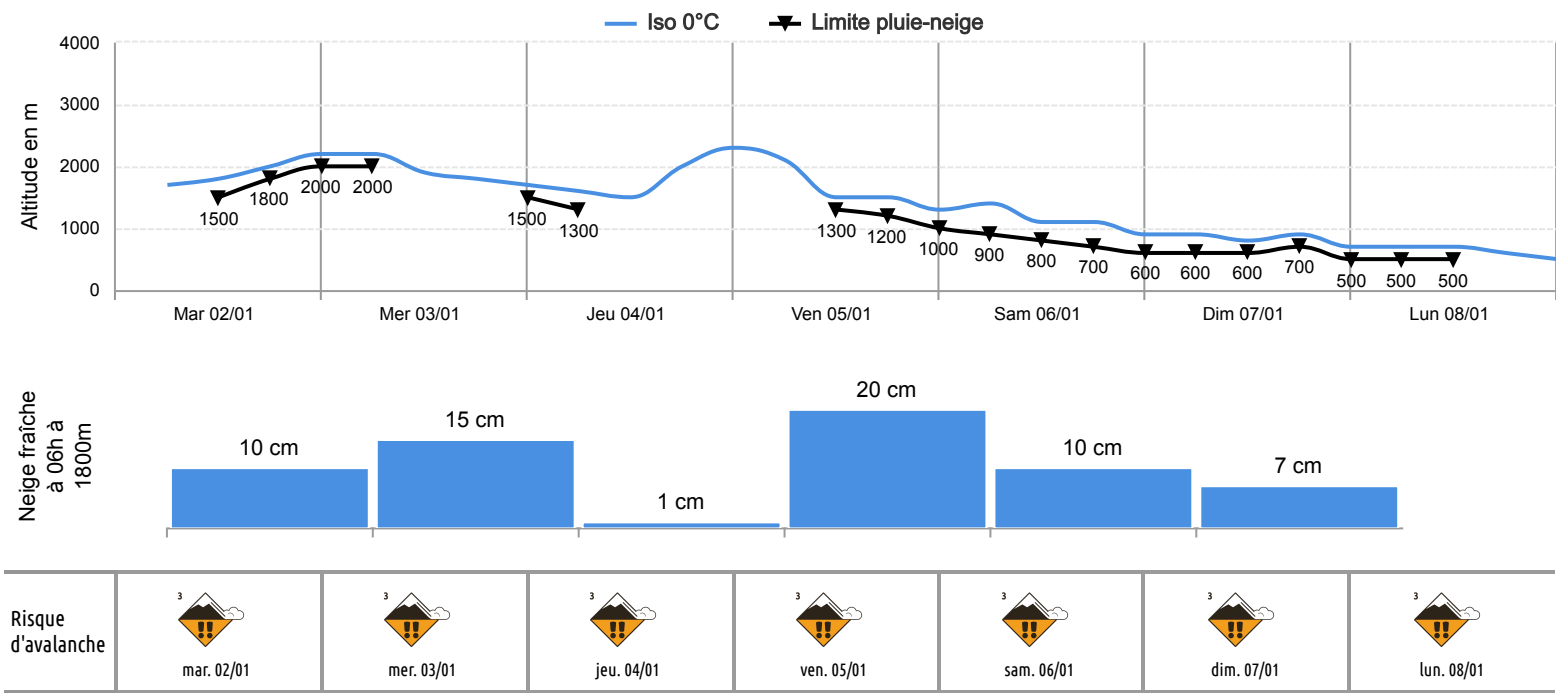 Iso 0°C
Limite pluie-neige
Altitude en m
4000
3000
2000
1000
0
1500
1800
2000
2000
1500
1300
1300
1200
1000
900
800
700
600
600
600
700
500
500
500
Mar 02/01
Mer 03/01
Jeu 04/01
Ven 05/01
Sam 06/01
Dim 07/01
Lun 08/01
Neige fraîche
à 06h à
1800m
10 cm
15 cm
1 cm
20 cm
10 cm
7 cm
Risque
d'avalanche
3
mar. 02/01
3
mer. 03/01
3
jeu. 04/01
3
ven. 05/01
3
sam. 06/01
3
dim. 07/01
3
lun. 08/01